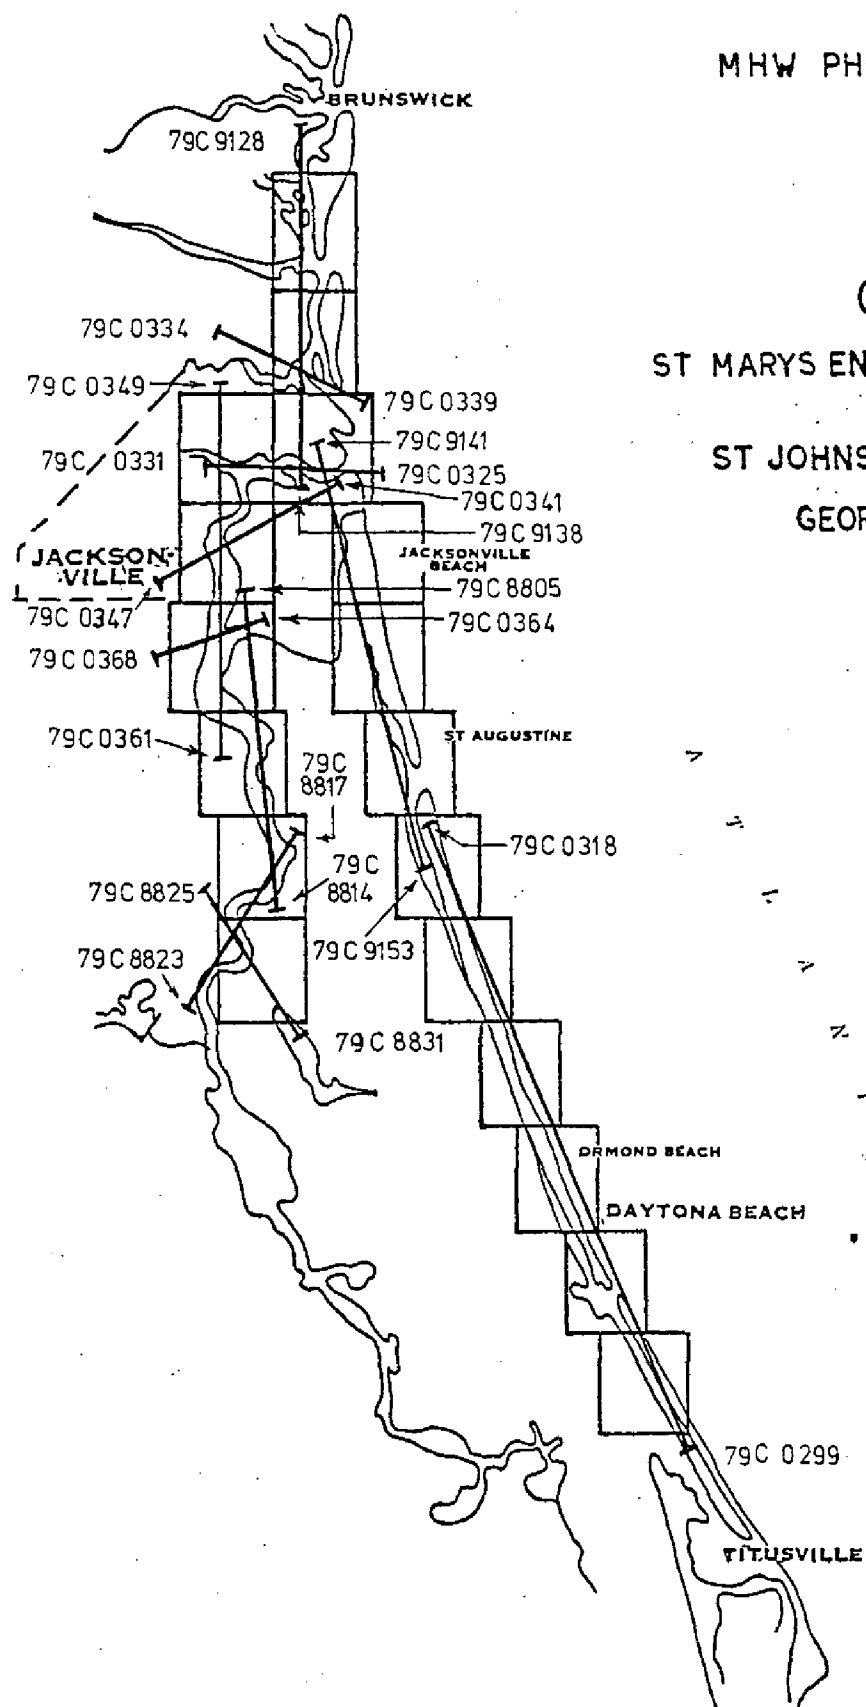 MHW PH
BRUNSWICK
79C 9128
79C 0334
ST MARYS EN
79C 0349
79C 0339
79C 9141
79C 0331
79C 0325
ST JOHNS
79C 0341
GEOR
79C 9138
JACKSON-
VILLE
JACKSONVILLE
BEACH
79C 8805
79C 0347
79C 0364
79C 0368
79C 0361
ST AUGUSTINE
79C
8817
79C 0318
79C
8814
79C 8825
79C 9153
79C 8823
79C 8831
ORMOND BEACH
DAYTONA BEACH
79C 0299
TITUSVILLE